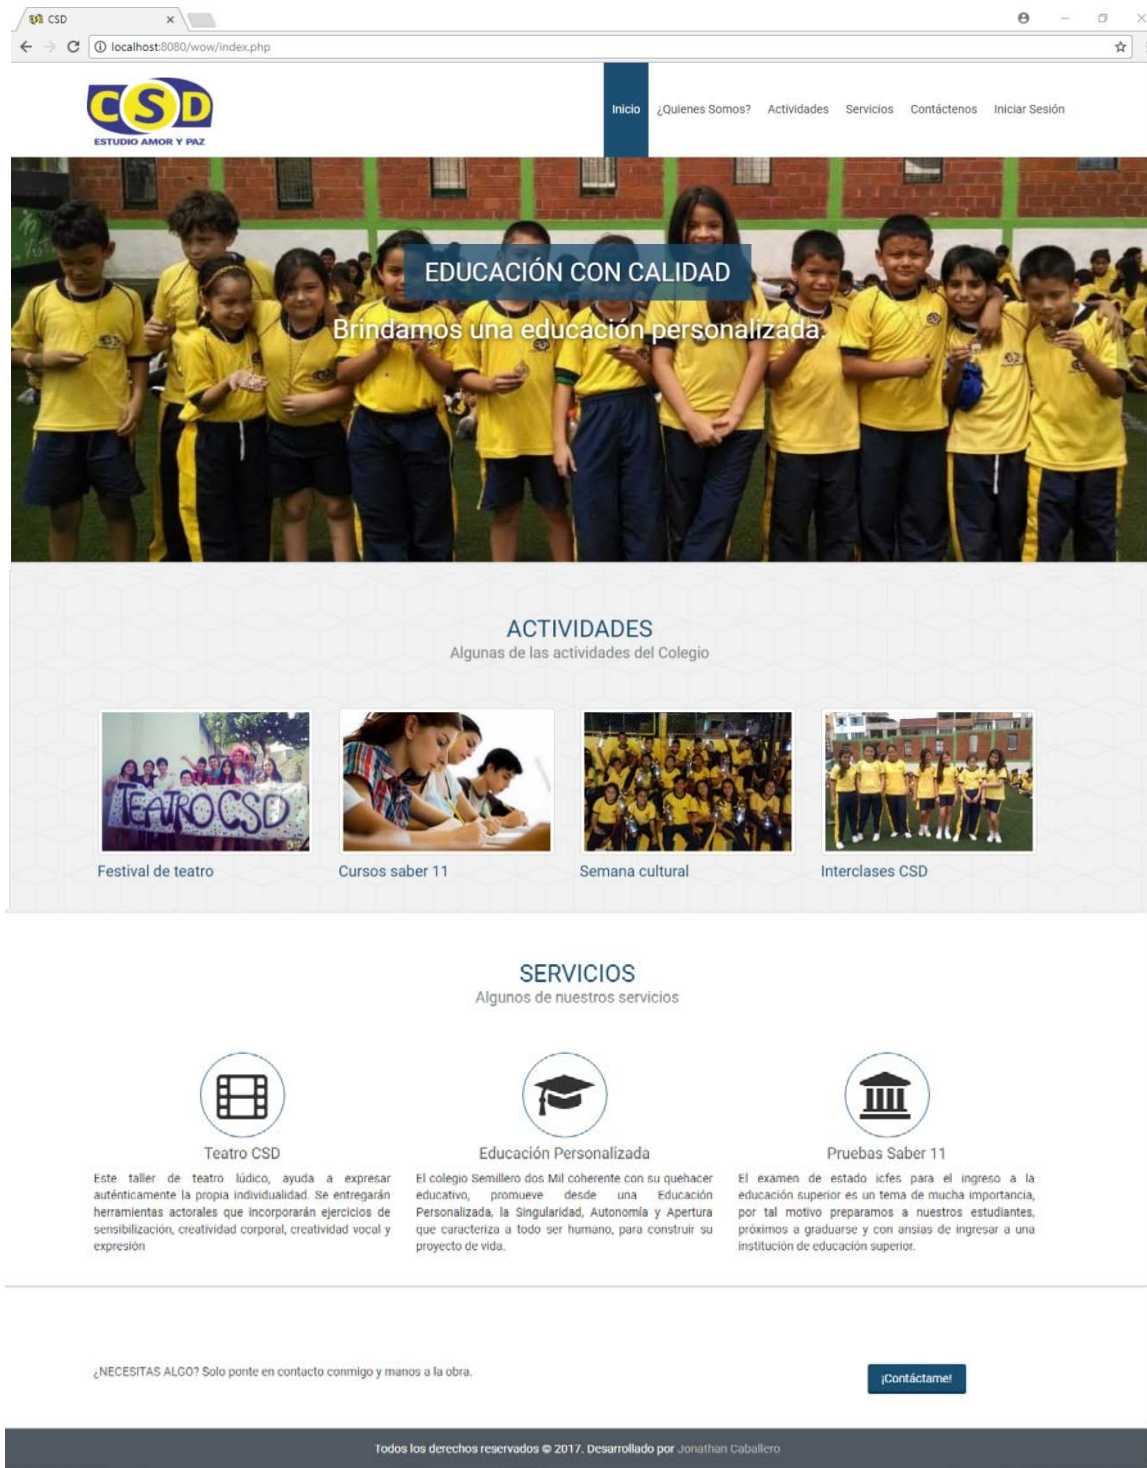 CSD
localhost:8080/wow/index.php
CSD
ESTUDIO AMOR Y PAZ
Inicio ¿Quienes Somos? Actividades Servicios Contáctenos Iniciar Sesión
EDUCACIÓN CON CALIDAD
Brindamos una educación personalizada.
ACTIVIDADES
Algunas de las actividades del Colegio
TEATRO CSD
Festival de teatro
Cursos saber 11
Semana cultural
Interclases CSD
SERVICIOS
Algunos de nuestros servicios
Teatro CSD
Este taller de teatro lúdico, ayuda a expresar
auténticamente la propia individualidad. Se entregarán
herramientas actorales que incorporarán ejercicios de
sensibilización, creatividad corporal, creatividad vocal y
expresión
Educación Personalizada
El colegio Semillero dos Mil coherente con su quehacer
educativo, promueve desde una Educación
Personalizada, la Singularidad, Autonomía y Apertura
que caracteriza a todo ser humano, para construir su
proyecto de vida.
Pruebas Saber 11
El examen de estado icfes para el ingreso a la
educación superior es un tema de mucha importancia,
por tal motivo preparamos a nuestros estudiantes,
próximos a graduarse y con ansias de ingresar a una
institución de educación superior.
¿NECESITAS ALGO? Solo ponte en contacto conmigo y manos a la obra.
¡Contáctame!
Todos los derechos reservados © 2017. Desarrollado por Jonathan Caballero